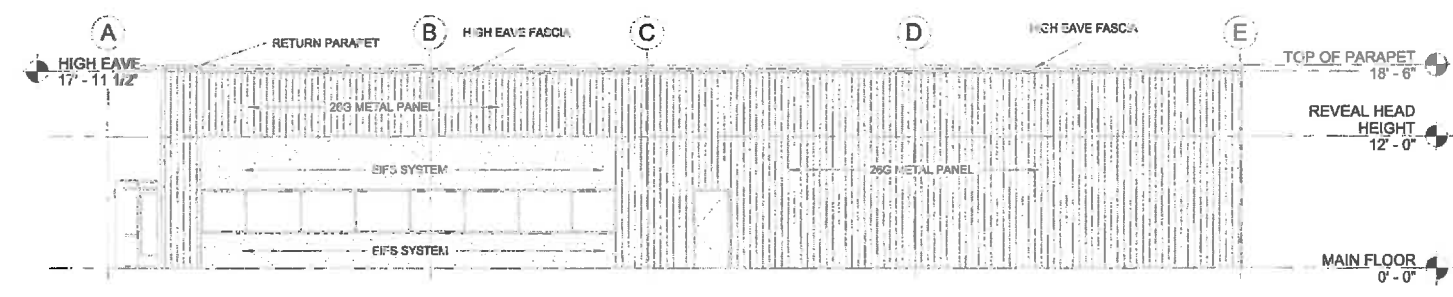 A
B
C
D
E
RETURN PARAPET
HIGH EAVE FASCIA
HIGH EAVE FASCIA
HIGH EAVE
17' - 11 1/2"
TOP OF PARAPET
18' - 6"
26G METAL PANEL
REVEAL HEAD
HEIGHT
12' - 0"
EIFS SYSTEM
26G METAL PANEL
EIFS SYSTEM
MAIN FLOOR
0' - 0"